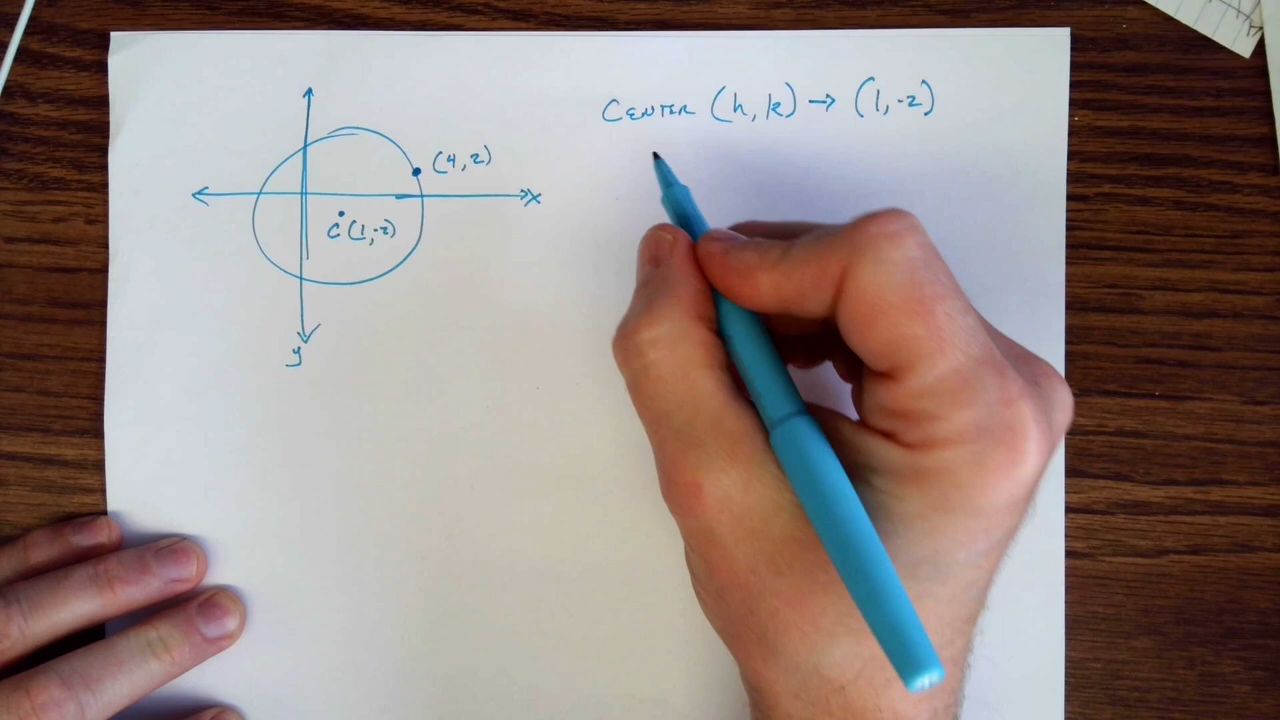 CENTER (h, k) → (1, -2)
(4, 2)
x
C (1, -2)
y